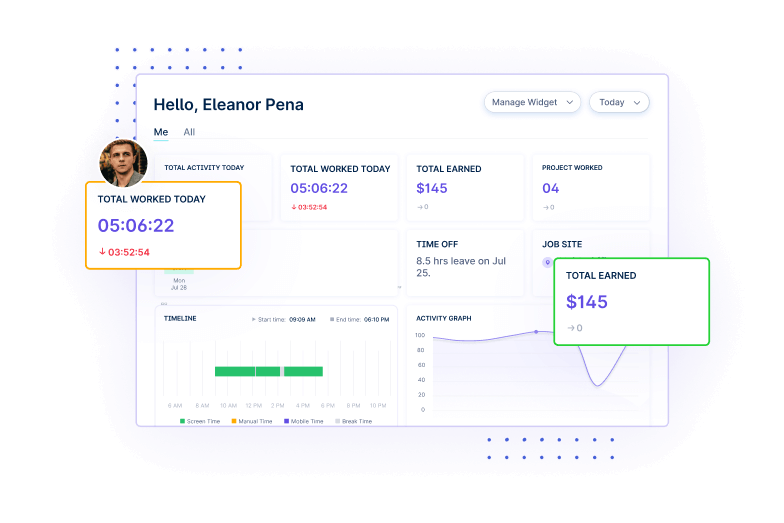 Hello, Eleanor Pena
Manage Widget
Today
Me
All
TOTAL ACTIVITY TODAY
TOTAL WORKED TODAY
05:06:22
↓ 03:52:54
TOTAL EARNED
$145
→ 0
PROJECT WORKED
04
→ 0
TOTAL WORKED TODAY
05:06:22
↓ 03:52:54
Mon
Jul 28
TIME OFF
8.5 hrs leave on Jul
25.
JOB SITE
TOTAL EARNED
$145
→ 0
TIMELINE
Start time: 09:09 AM
End time: 06:10 PM
6 AM 8 AM 10 AM 12 PM 2 PM 4 PM 6 PM 8 PM 10 PM
Screen Time
Manual Time
Mobile Time
Break Time
ACTIVITY GRAPH
100
80
60
40
20
0